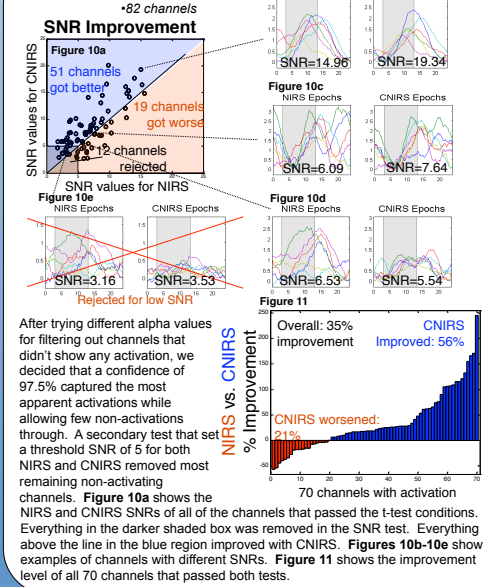 •82 channels
SNR Improvement
Figure 10a
51 channels
got better
19 channels
got worse
12 channels
rejected
SNR values for CNIRS
SNR values for NIRS
SNR=14.96
SNR=19.34
Figure 10c
NIRS Epochs
CNIRS Epochs
SNR=6.09
SNR=7.64
Figure 10d
NIRS Epochs
CNIRS Epochs
SNR=6.53
SNR=5.54
Figure 10e
NIRS Epochs
CNIRS Epochs
SNR=3.16
SNR=3.53
Rejected for low SNR
Figure 11
Overall: 35%
improvement
CNIRS
Improved: 56%
CNIRS worsened:
21%
NIRS vs. CNIRS
% Improvement
70 channels with activation
After trying different alpha values
for filtering out channels that
didn't show any activation, we
decided that a confidence of
97.5% captured the most
apparent activations while
allowing few non-activations
through. A secondary test that set
a threshold SNR of 5 for both
NIRS and CNIRS removed most
remaining non-activating
channels. Figure 10a shows the
NIRS and CNIRS SNRs of all of the channels that passed the t-test conditions.
Everything in the darker shaded box was removed in the SNR test. Everything
above the line in the blue region improved with CNIRS. Figures 10b-10e show
examples of channels with different SNRs. Figure 11 shows the improvement
level of all 70 channels that passed both tests.